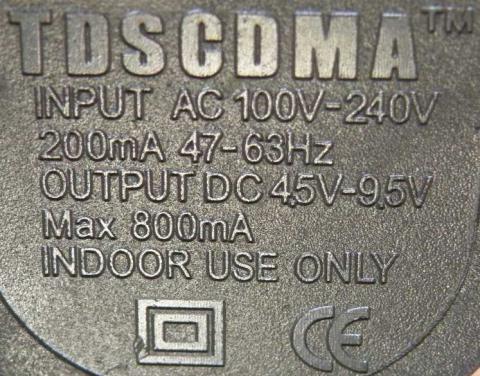 TDSCDMA™
INPUT AC 100V-240V
200mA 47-63Hz
OUTPUT DC 4,5V-9,5V
Max 800mA
INDOOR USE ONLY
CE